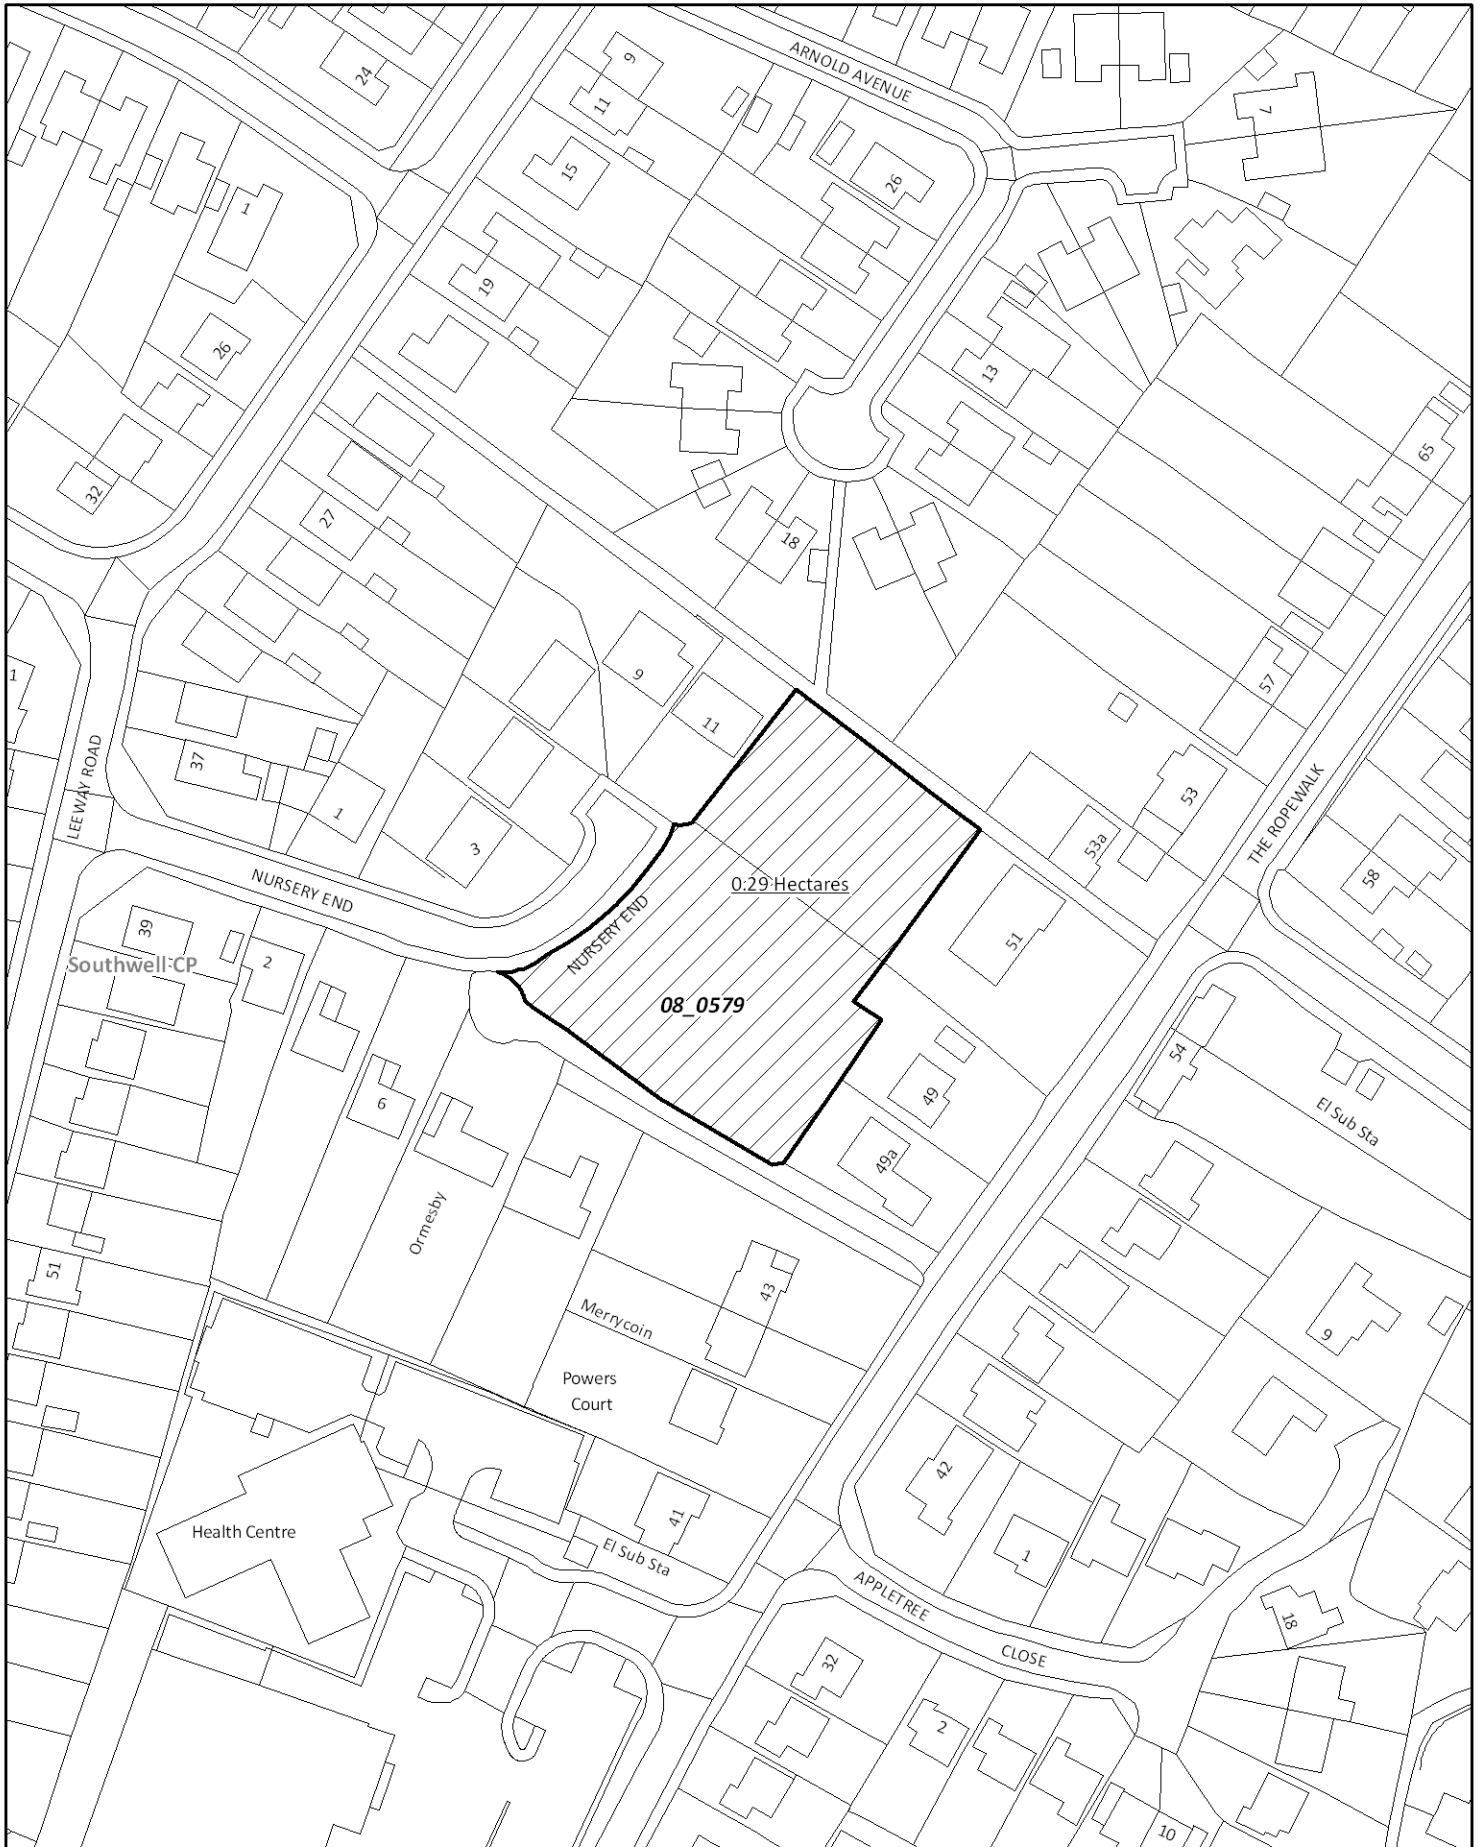 ARNOLD AVENUE
9
24
11
7
15
26
1
19
26
13
65
32
27
18
57
9
1
11
37
LEEWAY ROAD
1
53
THE ROPEWALK
3
53a
58
NURSERY END
0:29 Hectares
39
51
NURSERY END
2
Southwell CP
08_0579
54
49
6
El Sub Sta
49a
Ormesby
51
43
Merrycoin
9
Powers
Court
42
41
Health Centre
El Sub Sta
1
APPLETREE
18
CLOSE
32
2
10